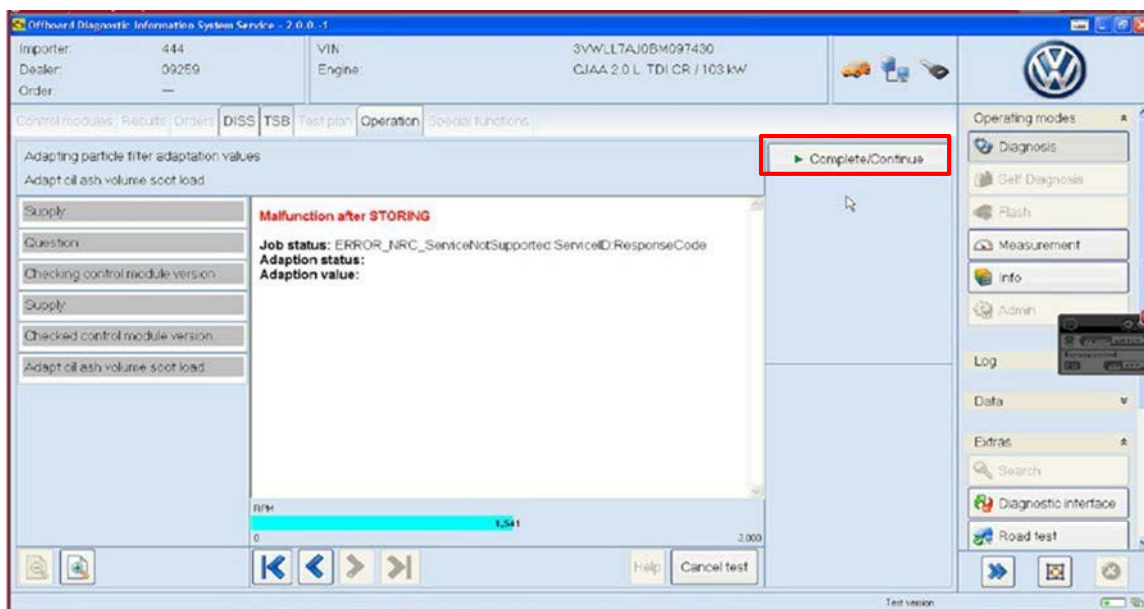 Offboard Diagnostic Information System Service - 2.0.0.-1
Importer: 444
Dealer: 09259
Order: —
VIN: 3VWLL7AJ0BM097430
Engine: CJAA 2.0 L TDI CR / 103 kW
Control modules Results Orders DISS TSB Test plan Operation Special functions
Adapting particle filter adaptation values
Adapt oil ash volume soot load
Complete/Continue
Supply
Question
Checking control module version
Supply
Checked control module version
Adapt oil ash volume soot load
Malfunction after STORING
Job status: ERROR_NRC_ServiceNotSupported:ServiceID:ResponseCode
Adaption status:
Adaption value:
RPM
1,541
0 3.000
Help Cancel test
Operating modes
Diagnosis
Self Diagnosis
Flash
Measurement
Info
Admin
Log
Data
Extras
Search
Diagnostic interface
Road test
Test version